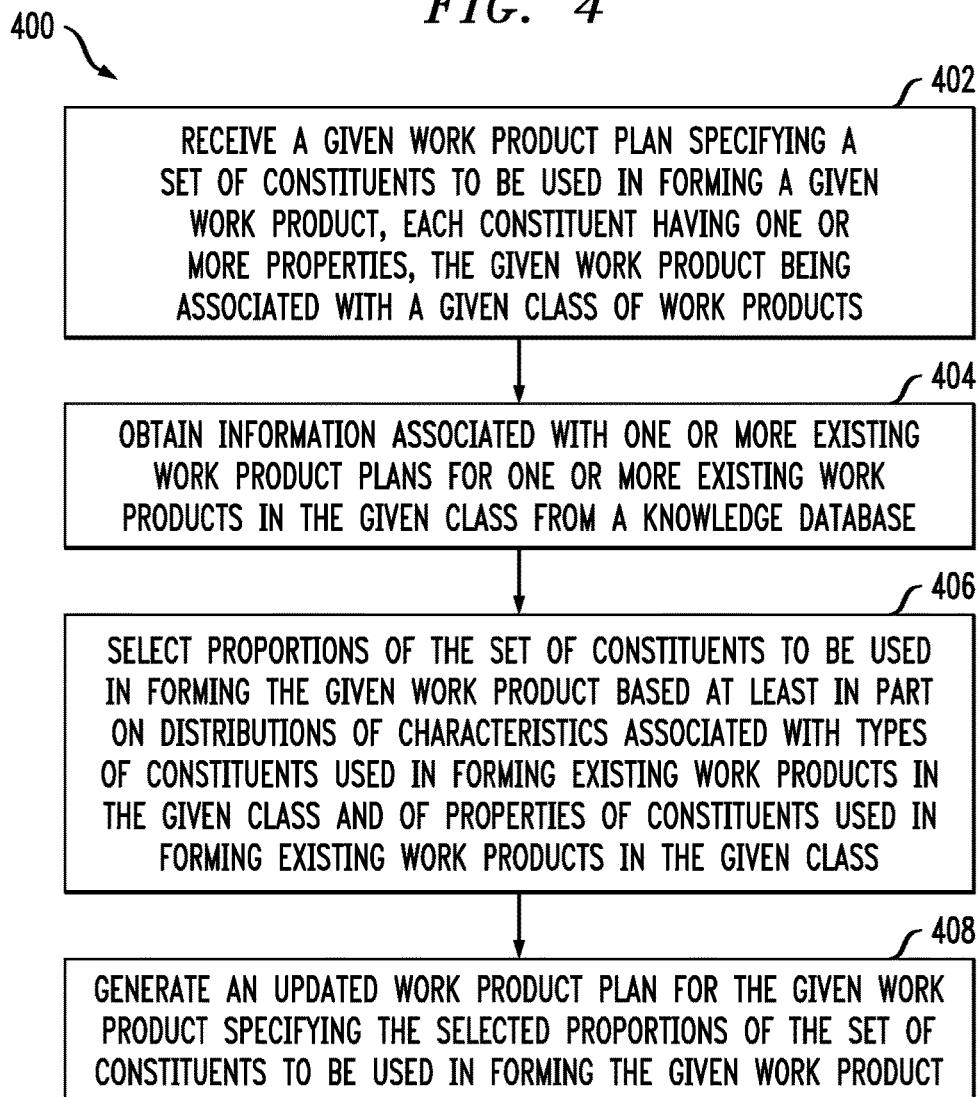 FIG. 4
400
402
RECEIVE A GIVEN WORK PRODUCT PLAN SPECIFYING A
SET OF CONSTITUENTS TO BE USED IN FORMING A GIVEN
WORK PRODUCT, EACH CONSTITUENT HAVING ONE OR
MORE PROPERTIES, THE GIVEN WORK PRODUCT BEING
ASSOCIATED WITH A GIVEN CLASS OF WORK PRODUCTS
404
OBTAIN INFORMATION ASSOCIATED WITH ONE OR MORE EXISTING
WORK PRODUCT PLANS FOR ONE OR MORE EXISTING WORK
PRODUCTS IN THE GIVEN CLASS FROM A KNOWLEDGE DATABASE
406
SELECT PROPORTIONS OF THE SET OF CONSTITUENTS TO BE USED
IN FORMING THE GIVEN WORK PRODUCT BASED AT LEAST IN PART
ON DISTRIBUTIONS OF CHARACTERISTICS ASSOCIATED WITH TYPES
OF CONSTITUENTS USED IN FORMING EXISTING WORK PRODUCTS IN
THE GIVEN CLASS AND OF PROPERTIES OF CONSTITUENTS USED IN
FORMING EXISTING WORK PRODUCTS IN THE GIVEN CLASS
408
GENERATE AN UPDATED WORK PRODUCT PLAN FOR THE GIVEN WORK
PRODUCT SPECIFYING THE SELECTED PROPORTIONS OF THE SET OF
CONSTITUENTS TO BE USED IN FORMING THE GIVEN WORK PRODUCT